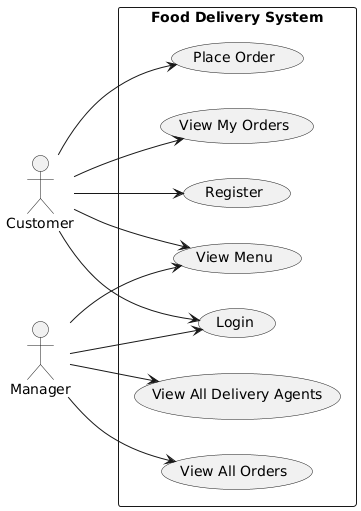 Food Delivery System
Place Order
View My Orders
Register
Customer
View Menu
Login
Manager
View All Delivery Agents
View All Orders